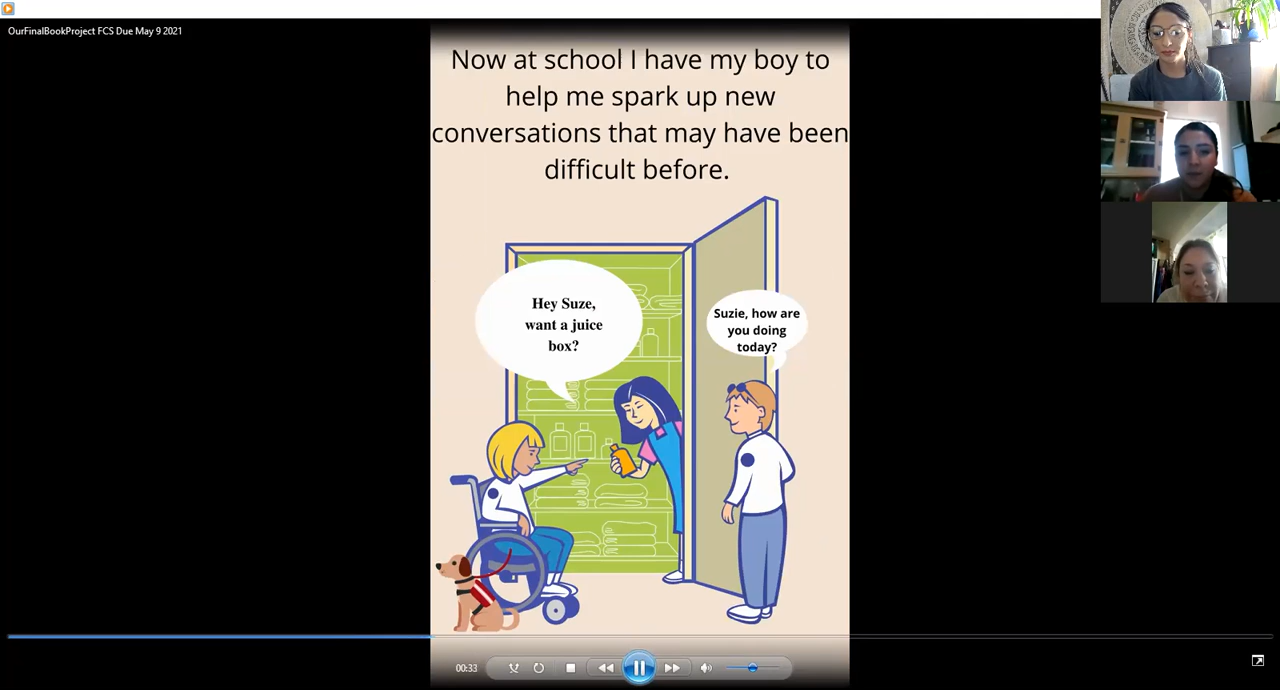 OurFinalBookProject FCS Due May 9 2021
Now at school I have my boy to
help me spark up new
conversations that may have been
difficult before.
Hey Suze,
want a juice
box?
Suzie, how are
you doing
today?
00:33